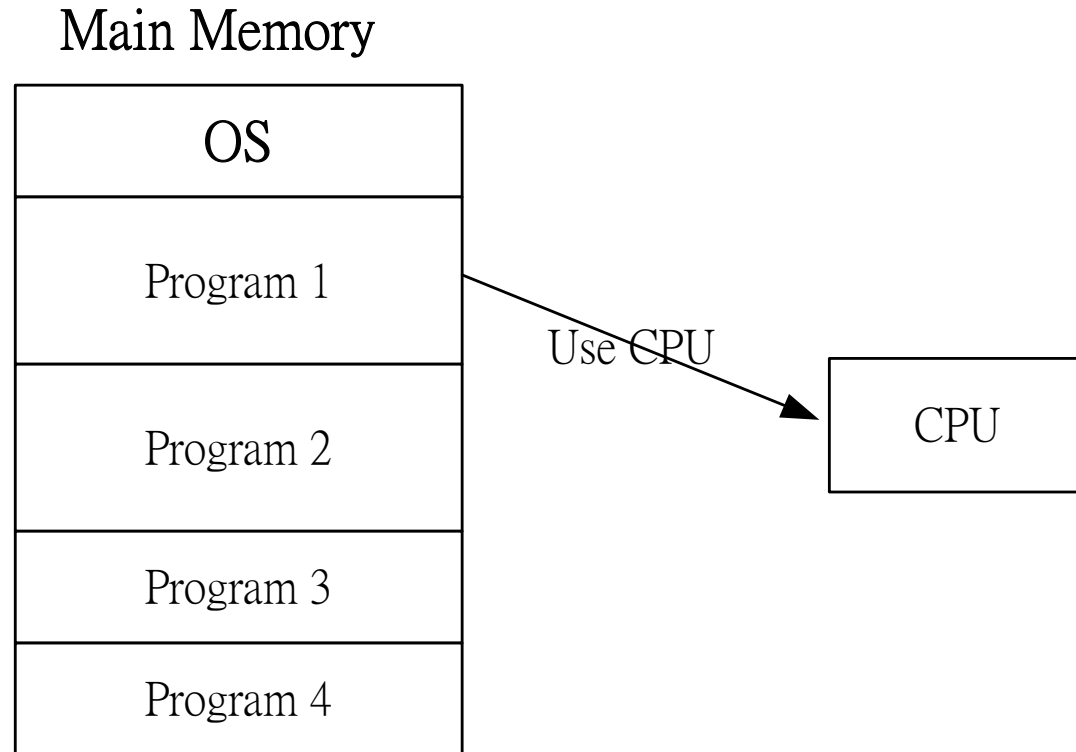 Main Memory
OS
Program 1
Use CPU
CPU
Program 2
Program 3
Program 4